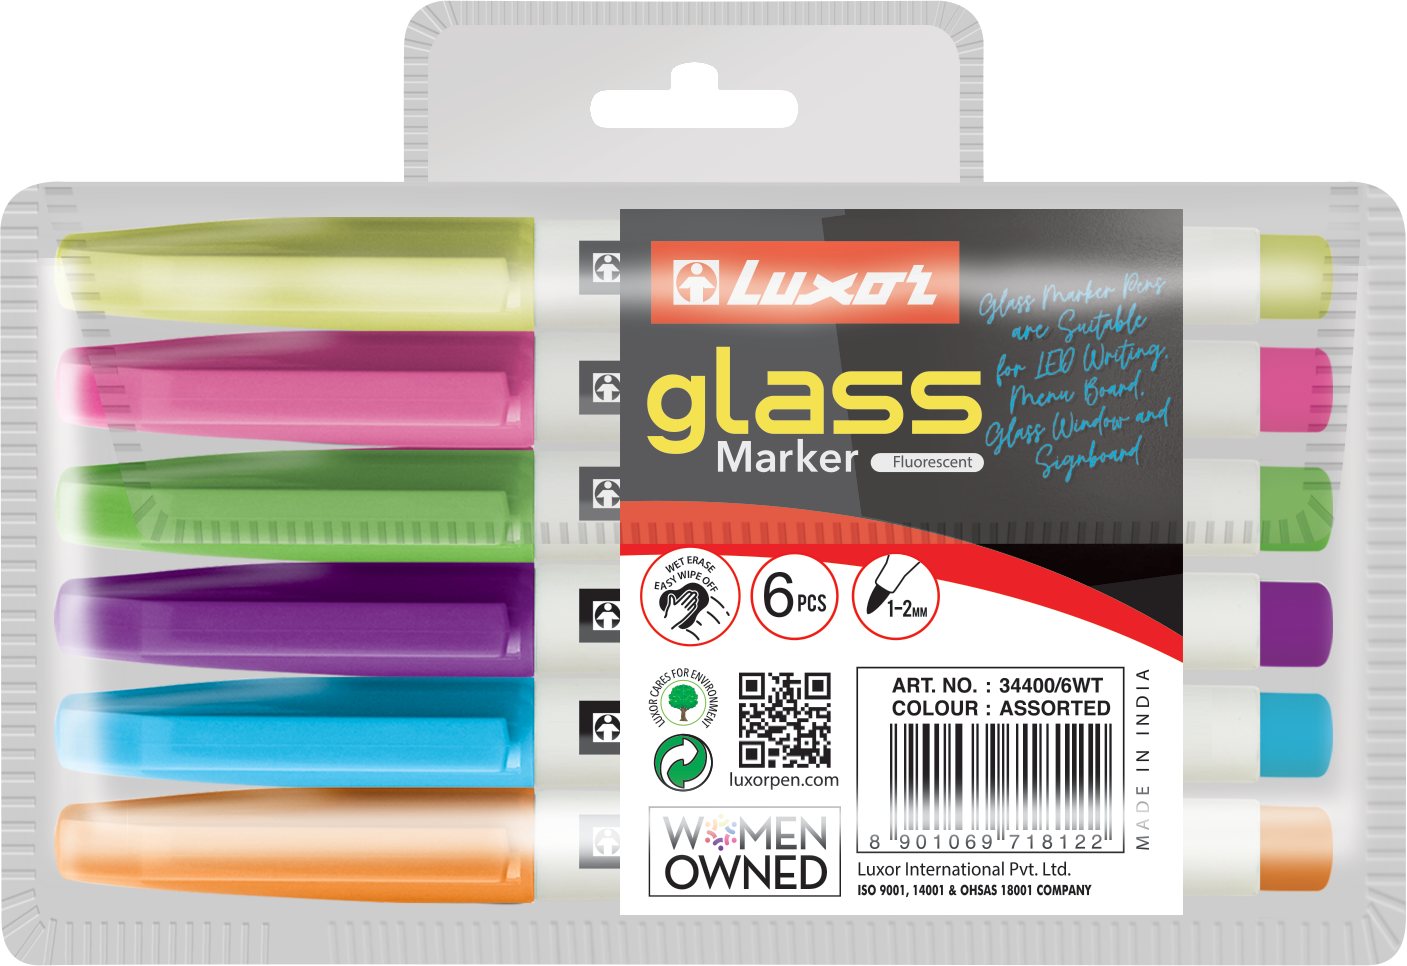 Luxor
glass
Marker
Fluorescent
Glass Marker Pens
are Suitable
for LED Writing,
Menu Board,
Glass Window and
Signboard
WET ERASE
EASY WIPE OFF
6 PCS
1-2MM
LUXOR CARES FOR ENVIRONMENT
luxorpen.com
WOMEN
OWNED
ART. NO. : 34400/6WT
COLOUR : ASSORTED
8 901069 718122
MADE IN INDIA
Luxor International Pvt. Ltd.
ISO 9001, 14001 & OHSAS 18001 COMPANY